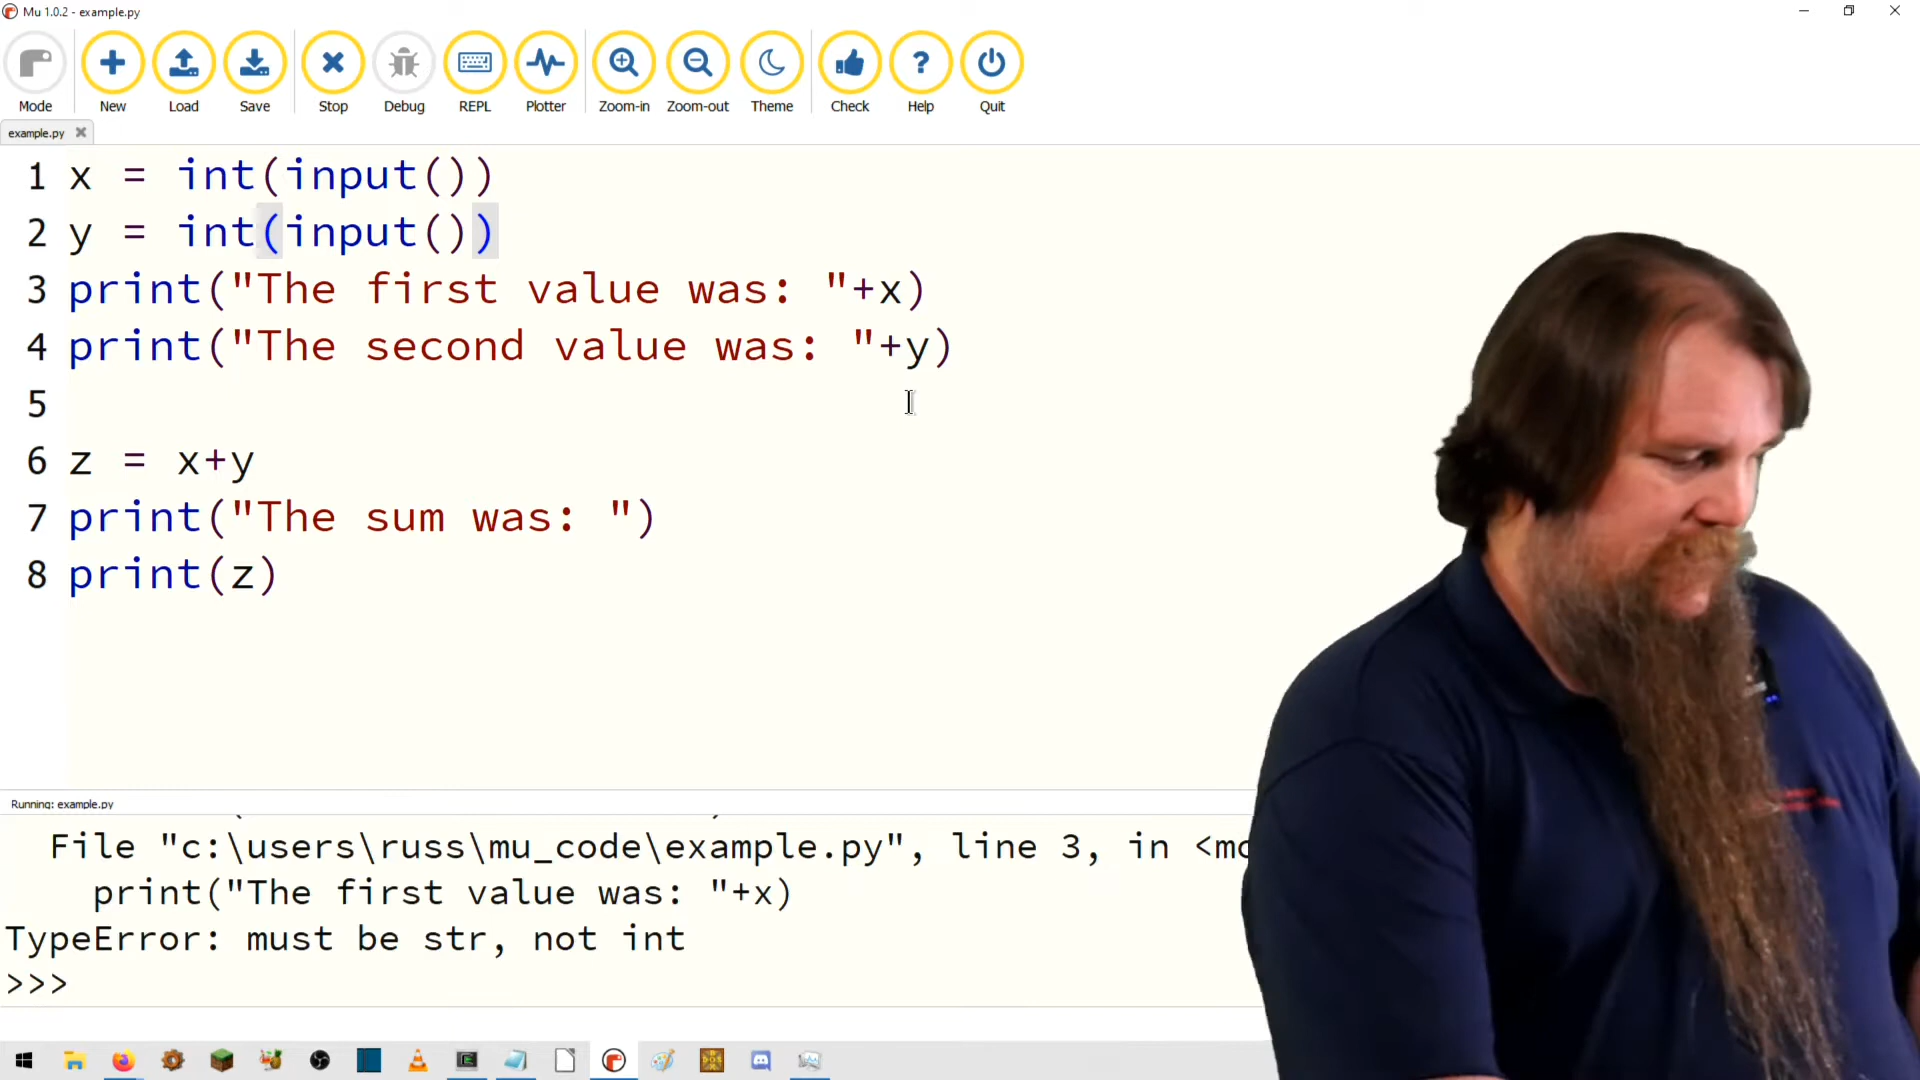 Mu 1.0.2 - example.py
Mode New Load Save Stop Debug REPL Plotter Zoom-in Zoom-out Theme Check Help Quit
example.py
1 x = int(input())
2 y = int(input())
3 print("The first value was: "+x)
4 print("The second value was: "+y)
5
6 z = x+y
7 print("The sum was: ")
8 print(z)
Running: example.py
File "c:\users\russ\mu_code\example.py", line 3, in <mo
print("The first value was: "+x)
TypeError: must be str, not int
>>>